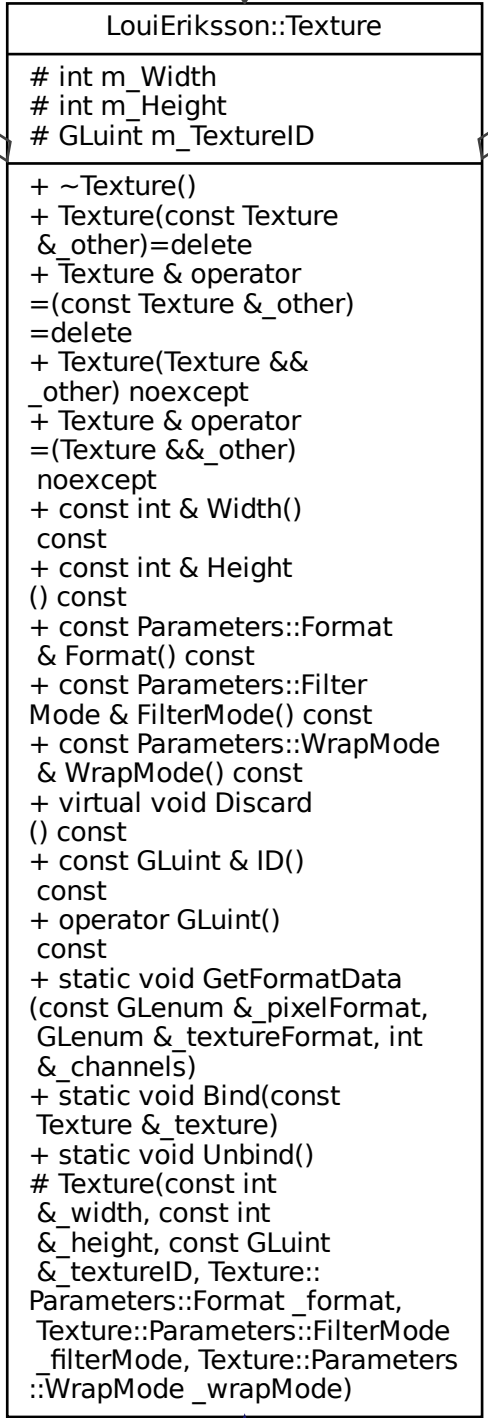 LouiEriksson::Texture
# int m_Width
# int m_Height
# GLuint m_TextureID
+ ~Texture()
+ Texture(const Texture
&_other)=delete
+ Texture & operator
=(const Texture &_other)
=delete
+ Texture(Texture &&
_other) noexcept
+ Texture & operator
=(Texture &&_other)
noexcept
+ const int & Width()
const
+ const int & Height
() const
+ const Parameters::Format
& Format() const
+ const Parameters::Filter
Mode & FilterMode() const
+ const Parameters::WrapMode
& WrapMode() const
+ virtual void Discard
() const
+ const GLuint & ID()
const
+ operator GLuint()
const
+ static void GetFormatData
(const GLenum &_pixelFormat,
GLenum &_textureFormat, int
&_channels)
+ static void Bind(const
Texture &_texture)
+ static void Unbind()
# Texture(const int
&_width, const int
&_height, const GLuint
&_textureID, Texture::
Parameters::Format _format,
Texture::Parameters::FilterMode
_filterMode, Texture::Parameters
::WrapMode _wrapMode)